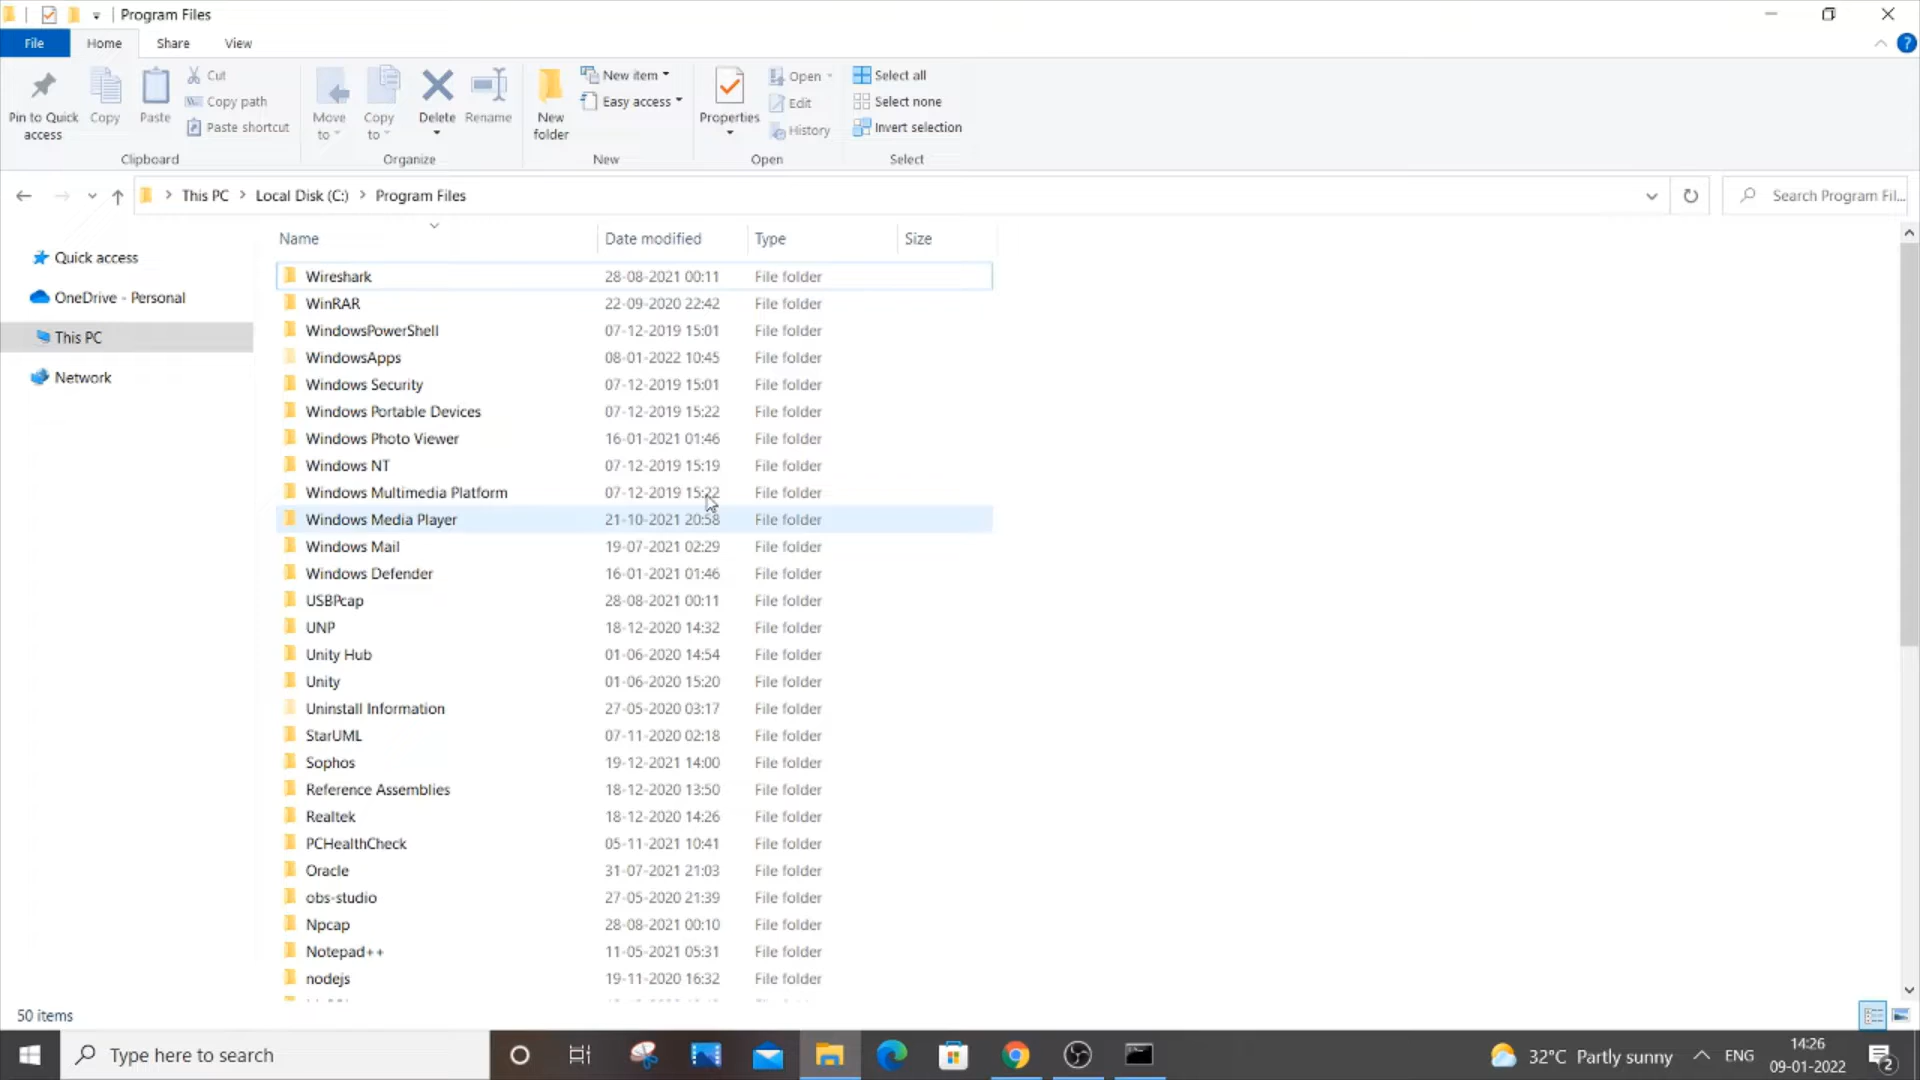 Program Files
File Home Share View
Pin to Quick access
Copy
Paste
Cut
Copy path
Paste shortcut
Clipboard
Move to
Copy to
Delete
Rename
Organize
New folder
New item
Easy access
New
Properties
Open
Edit
History
Open
Select all
Select none
Invert selection
Select
This PC > Local Disk (C:) > Program Files
Search Program Fil...
Quick access
OneDrive - Personal
This PC
Network
Name Date modified Type Size
Wireshark 28-08-2021 00:11 File folder
WinRAR 22-09-2020 22:42 File folder
WindowsPowerShell 07-12-2019 15:01 File folder
WindowsApps 08-01-2022 10:45 File folder
Windows Security 07-12-2019 15:01 File folder
Windows Portable Devices 07-12-2019 15:22 File folder
Windows Photo Viewer 16-01-2021 01:46 File folder
Windows NT 07-12-2019 15:19 File folder
Windows Multimedia Platform 07-12-2019 15:22 File folder
Windows Media Player 21-10-2021 20:58 File folder
Windows Mail 19-07-2021 02:29 File folder
Windows Defender 16-01-2021 01:46 File folder
USBPcap 28-08-2021 00:11 File folder
UNP 18-12-2020 14:32 File folder
Unity Hub 01-06-2020 14:54 File folder
Unity 01-06-2020 15:20 File folder
Uninstall Information 27-05-2020 03:17 File folder
StarUML 07-11-2020 02:18 File folder
Sophos 19-12-2021 14:00 File folder
Reference Assemblies 18-12-2020 13:50 File folder
Realtek 18-12-2020 14:26 File folder
PCHealthCheck 05-11-2021 10:41 File folder
Oracle 31-07-2021 21:03 File folder
obs-studio 27-05-2020 21:39 File folder
Npcap 28-08-2021 00:10 File folder
Notepad++ 11-05-2021 05:31 File folder
nodejs 19-11-2020 16:32 File folder
50 items
Type here to search
32°C Partly sunny
ENG
14:26
09-01-2022
2